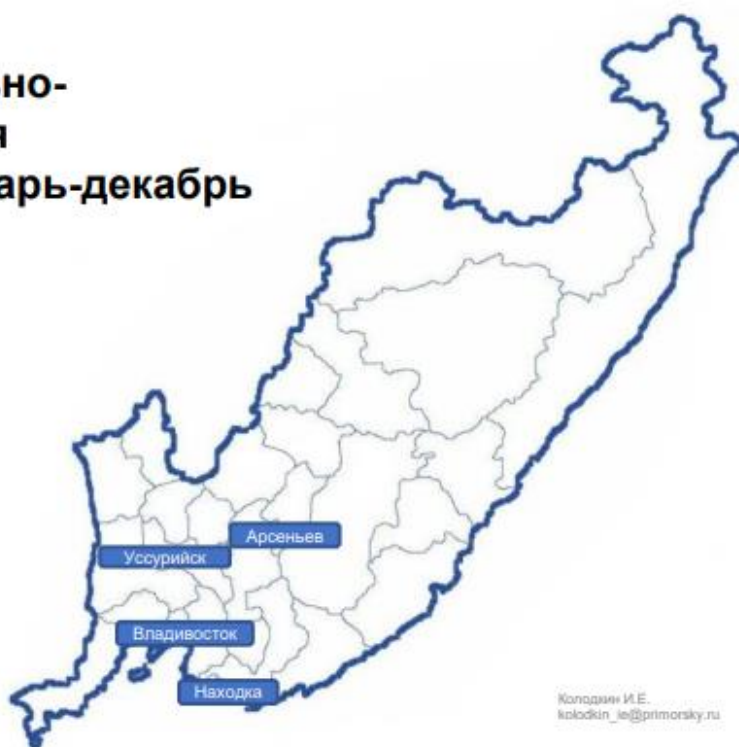 но-
я
арь-декабрь
Арсеньев
Уссурийск
Владивосток
Находка
Колодкин И.Е.
kolodkin_ie@primorsky.ru